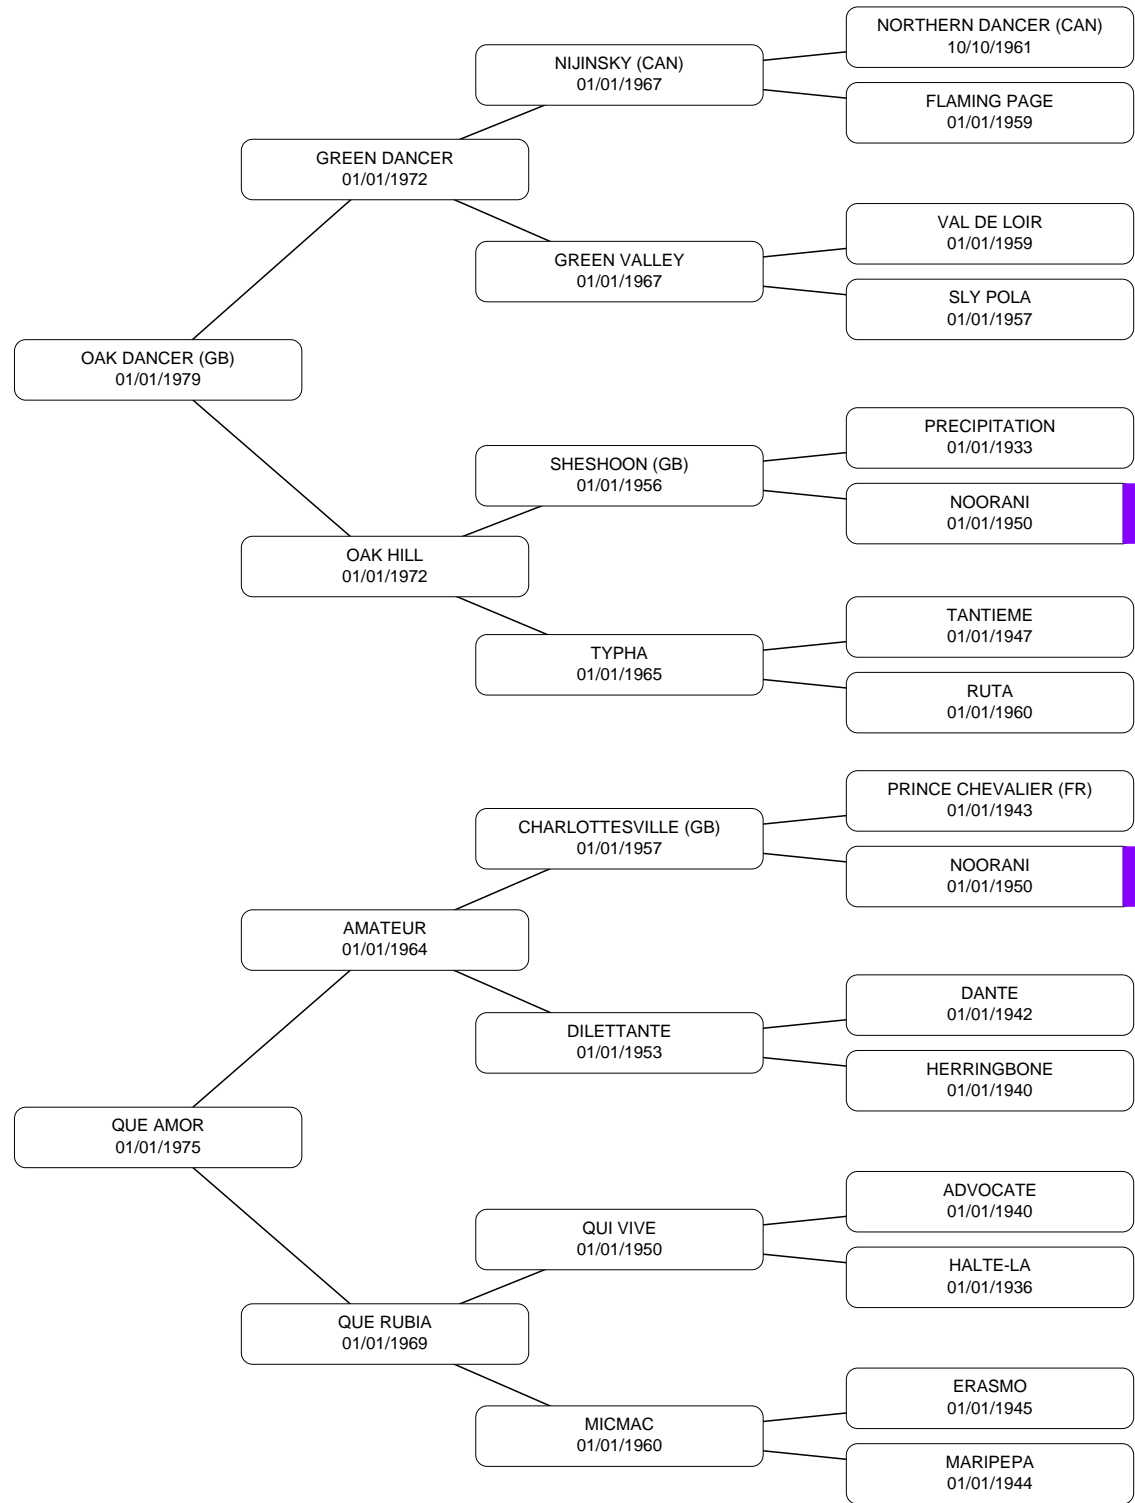 NORTHERN DANCER (CAN)
10/10/1961
NIJINSKY (CAN)
01/01/1967
FLAMING PAGE
01/01/1959
GREEN DANCER
01/01/1972
VAL DE LOIR
01/01/1959
GREEN VALLEY
01/01/1967
SLY POLA
01/01/1957
OAK DANCER (GB)
01/01/1979
PRECIPITATION
01/01/1933
SHESHOON (GB)
01/01/1956
NOORANI
01/01/1950
OAK HILL
01/01/1972
TANTIEME
01/01/1947
TYPHA
01/01/1965
RUTA
01/01/1960
PRINCE CHEVALIER (FR)
01/01/1943
CHARLOTTESVILLE (GB)
01/01/1957
NOORANI
01/01/1950
AMATEUR
01/01/1964
DANTE
01/01/1942
DILETTANTE
01/01/1953
HERRINGBONE
01/01/1940
QUE AMOR
01/01/1975
ADVOCATE
01/01/1940
QUI VIVE
01/01/1950
HALTE-LA
01/01/1936
QUE RUBIA
01/01/1969
ERASMO
01/01/1945
MICMAC
01/01/1960
MARIPEPA
01/01/1944